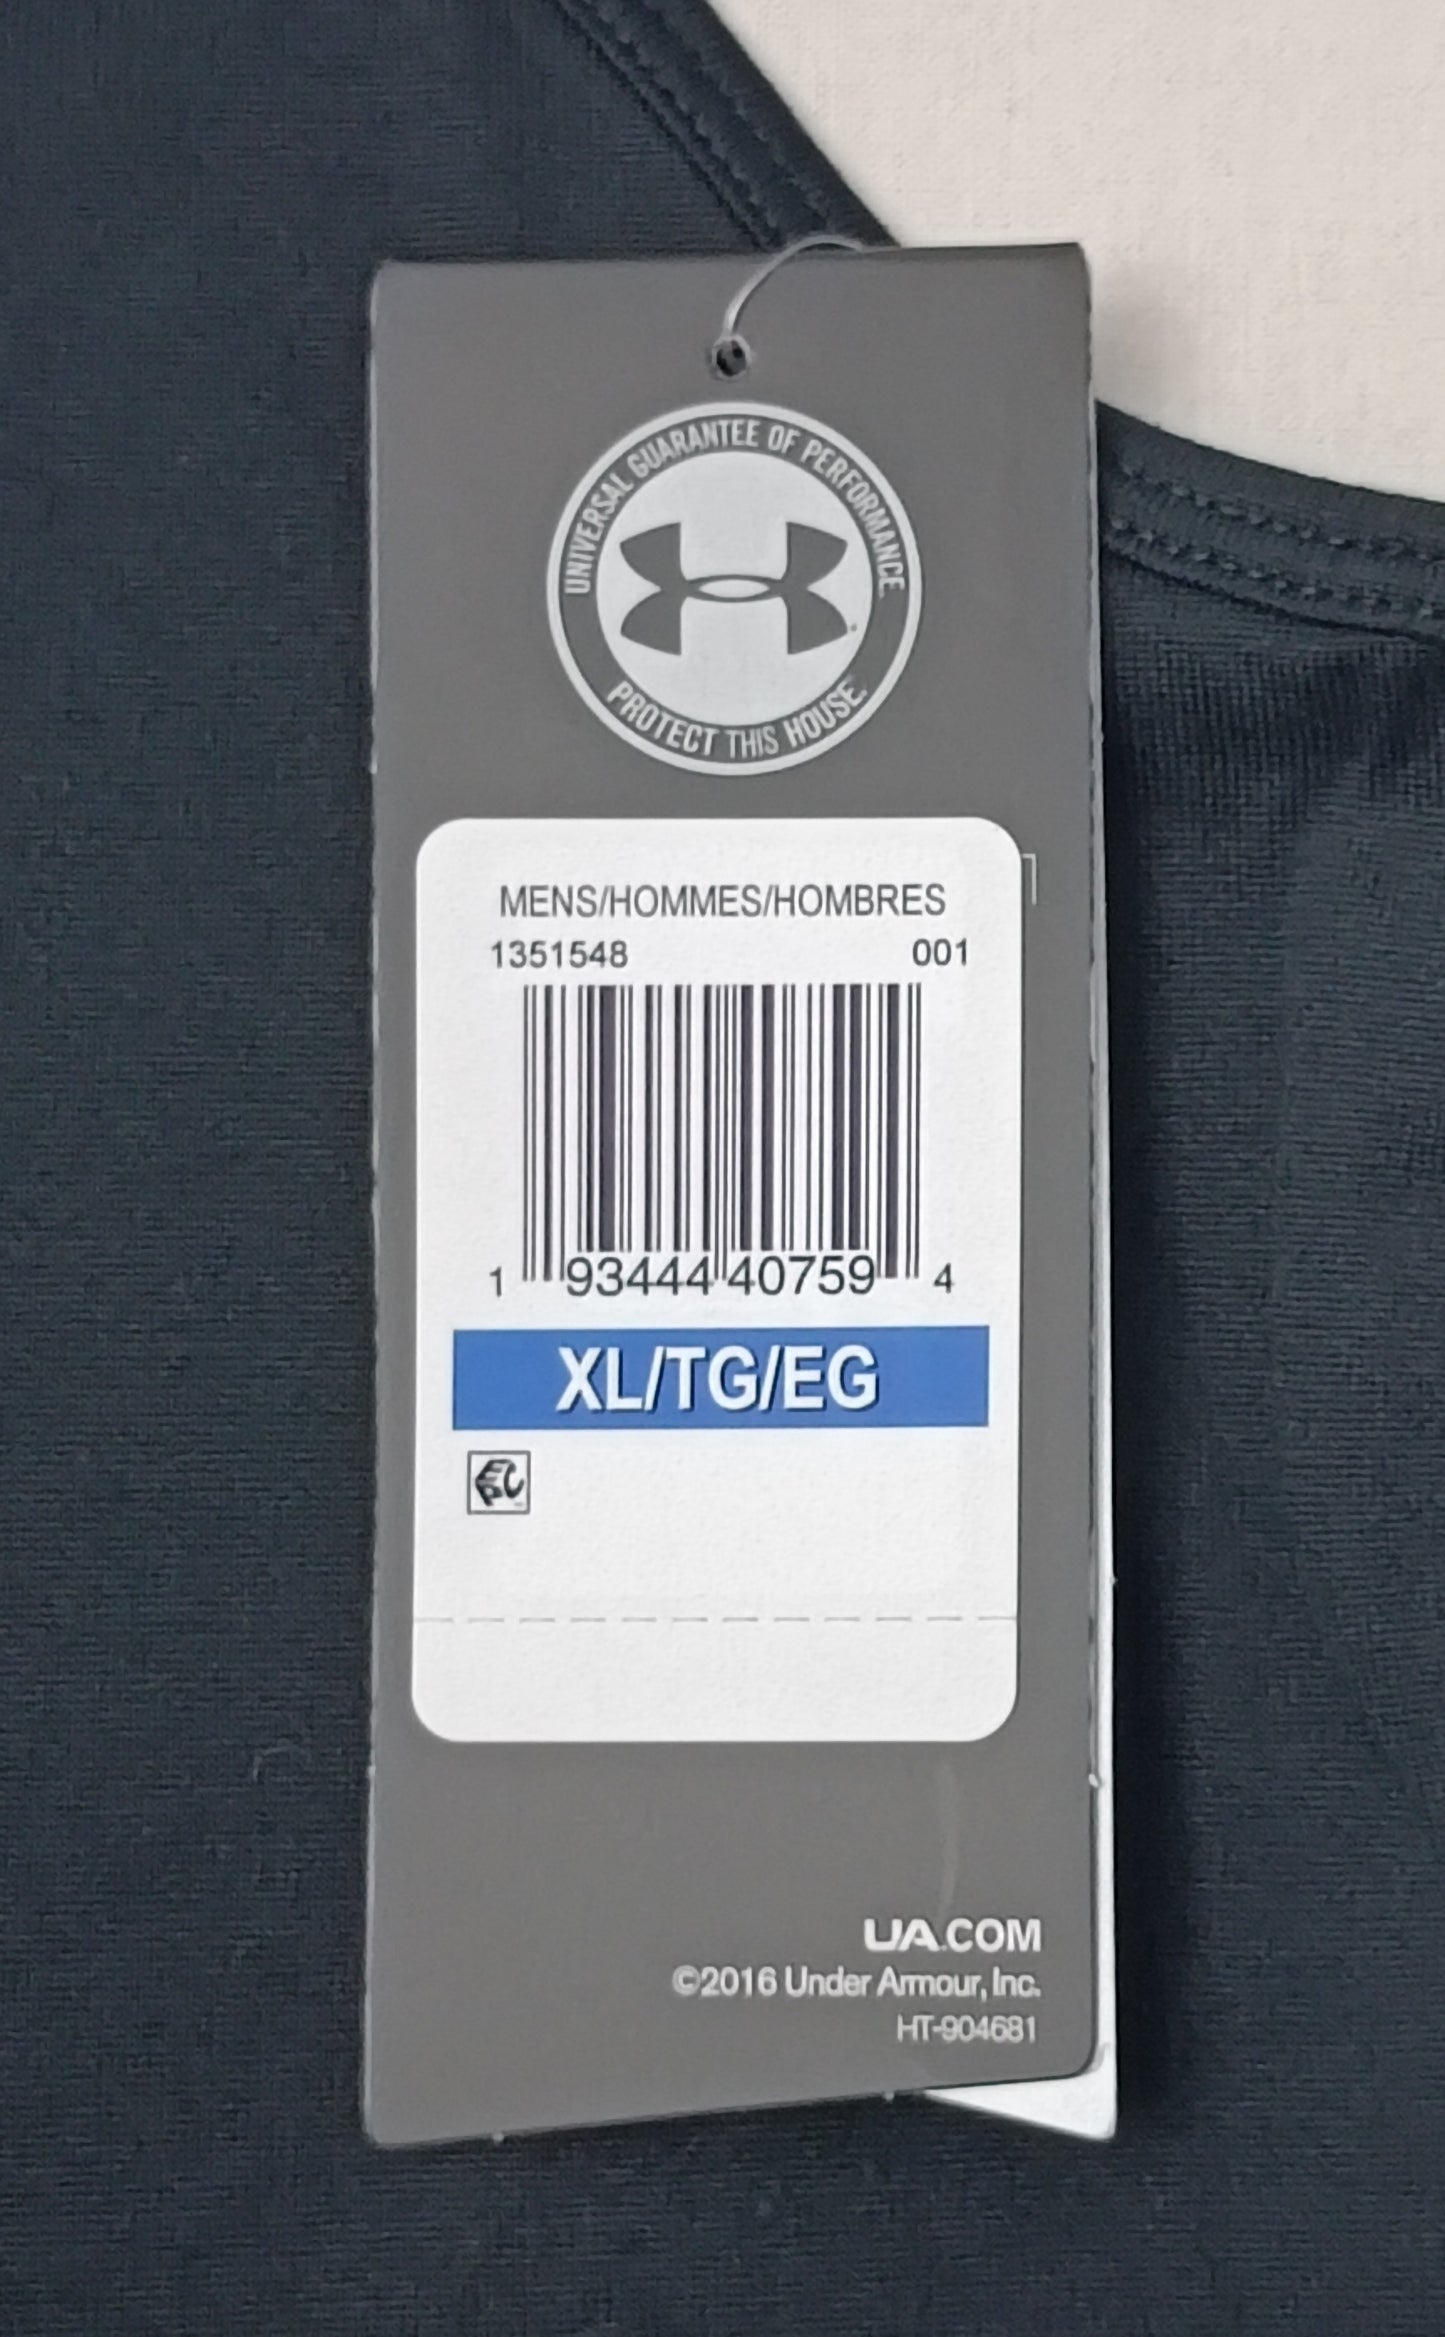 UNIVERSAL GUARANTEE OF PERFORMANCE.
PROTECT THIS HOUSE.
MENS/HOMMES/HOMBRES
1351548 001
1 93444 40759 4
XL/TG/EG
EPC
UA.COM
©2016 Under Armour, Inc.
HT-904681